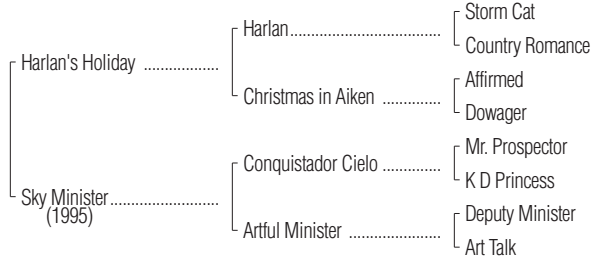 Storm Cat
Harlan........................................
Country Romance
Harlan's Holiday ....................
Affirmed
Christmas in Aiken ...............
Dowager
Mr. Prospector
Conquistador Cielo ...............
K D Princess
Sky Minister.............................
(1995)
Deputy Minister
Artful Minister ........................
Art Talk